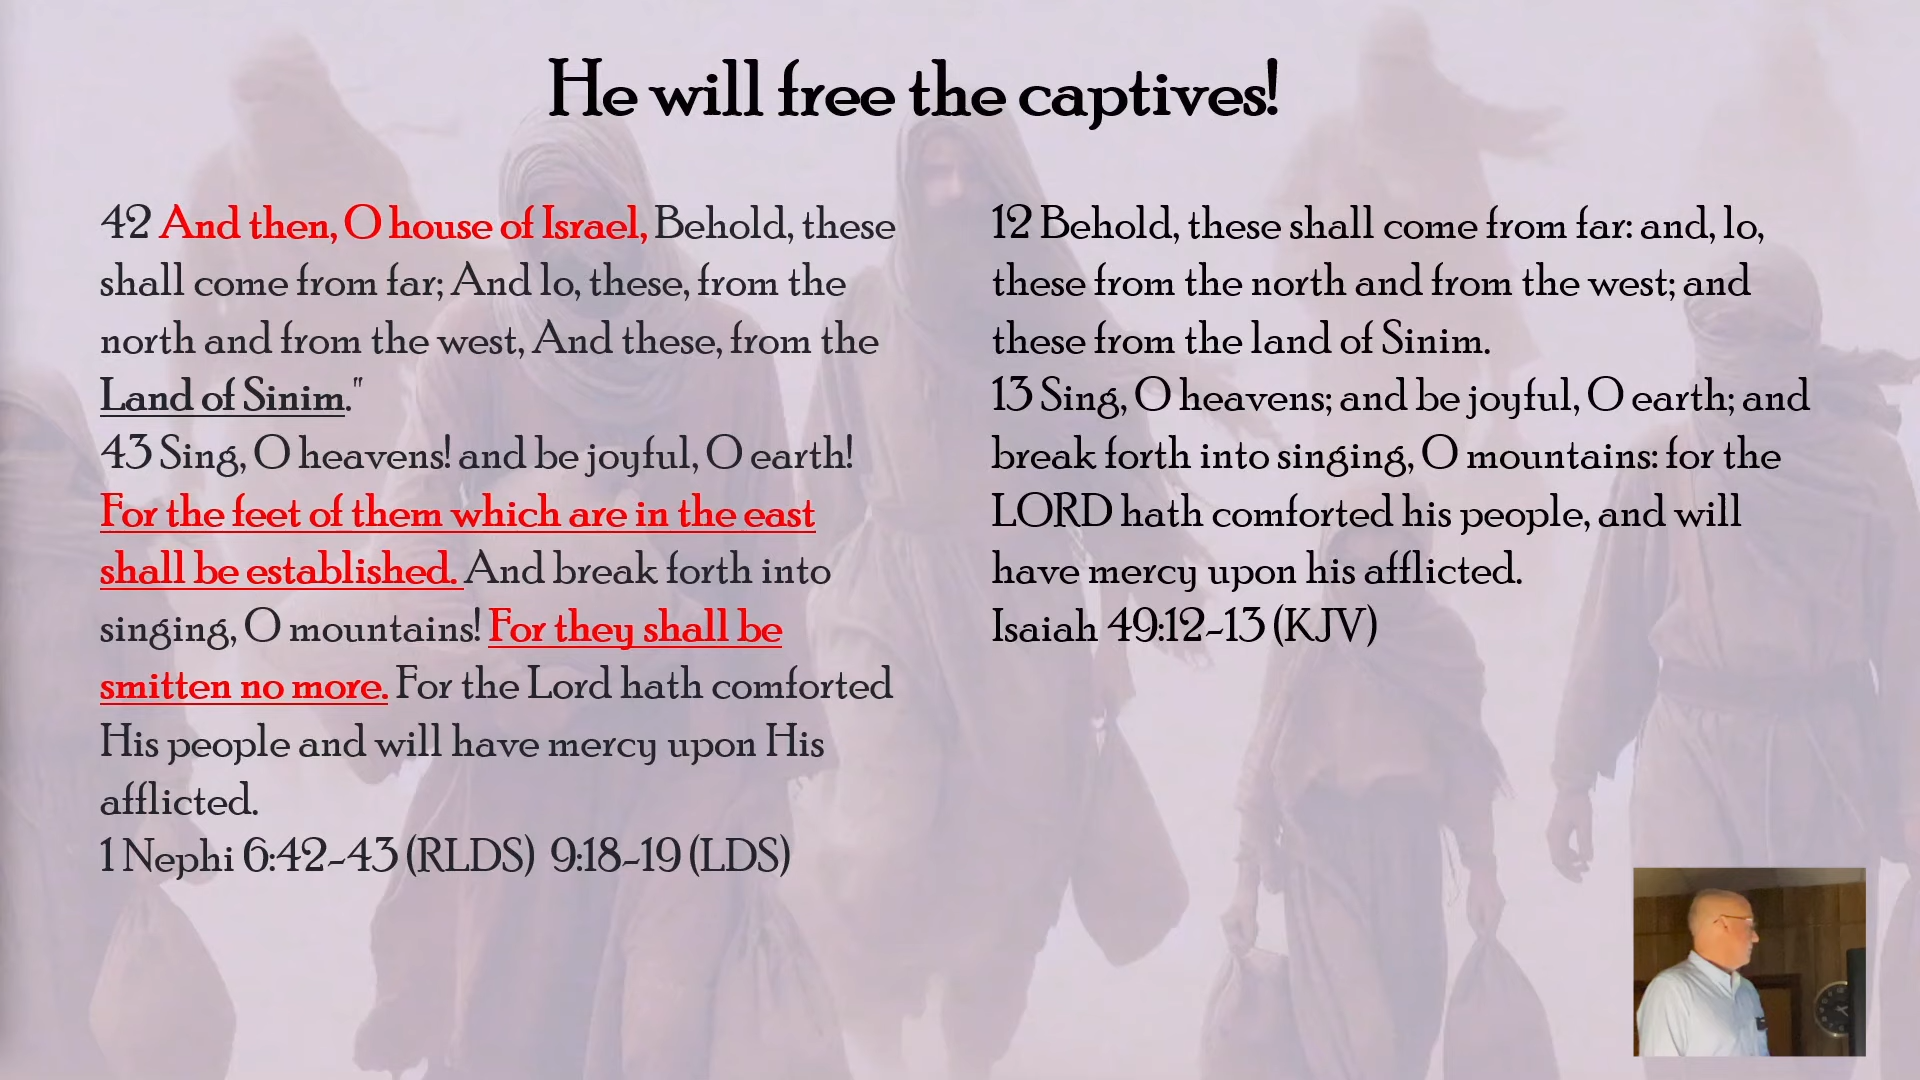 He will free the captives!
42 And then, O house of Israel, Behold, these
shall come from far; And lo, these, from the
north and from the west, And these, from the
Land of Sinim."
43 Sing, O heavens! and be joyful, O earth!
For the feet of them which are in the east
shall be established. And break forth into
singing, O mountains! For they shall be
smitten no more. For the Lord hath comforted
His people and will have mercy upon His
afflicted.
1 Nephi 6:42-43 (RLDS) 9:18-19 (LDS)
12 Behold, these shall come from far: and, lo,
these from the north and from the west; and
these from the land of Sinim.
13 Sing, O heavens; and be joyful, O earth; and
break forth into singing, O mountains: for the
LORD hath comforted his people, and will
have mercy upon his afflicted.
Isaiah 49:12-13 (KJV)